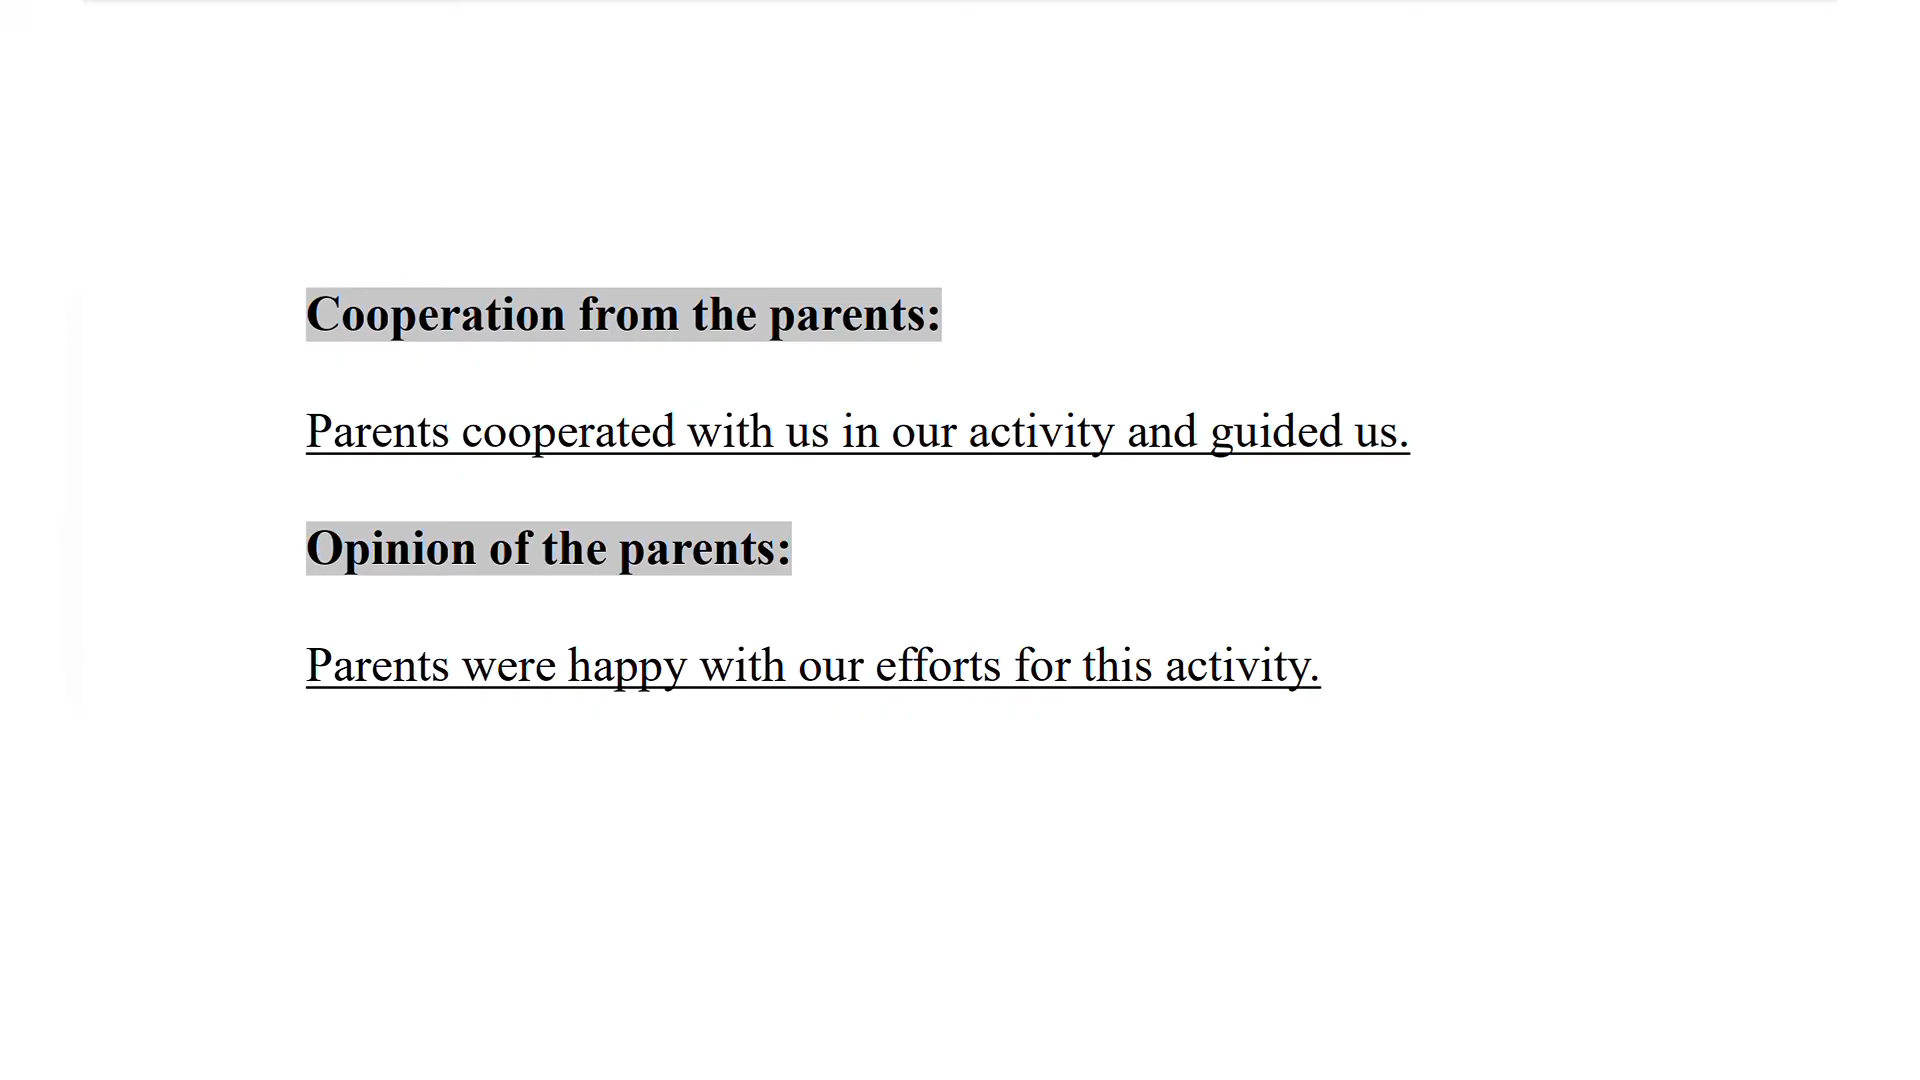 Cooperation from the parents:
Parents cooperated with us in our activity and guided us.
Opinion of the parents:
Parents were happy with our efforts for this activity.